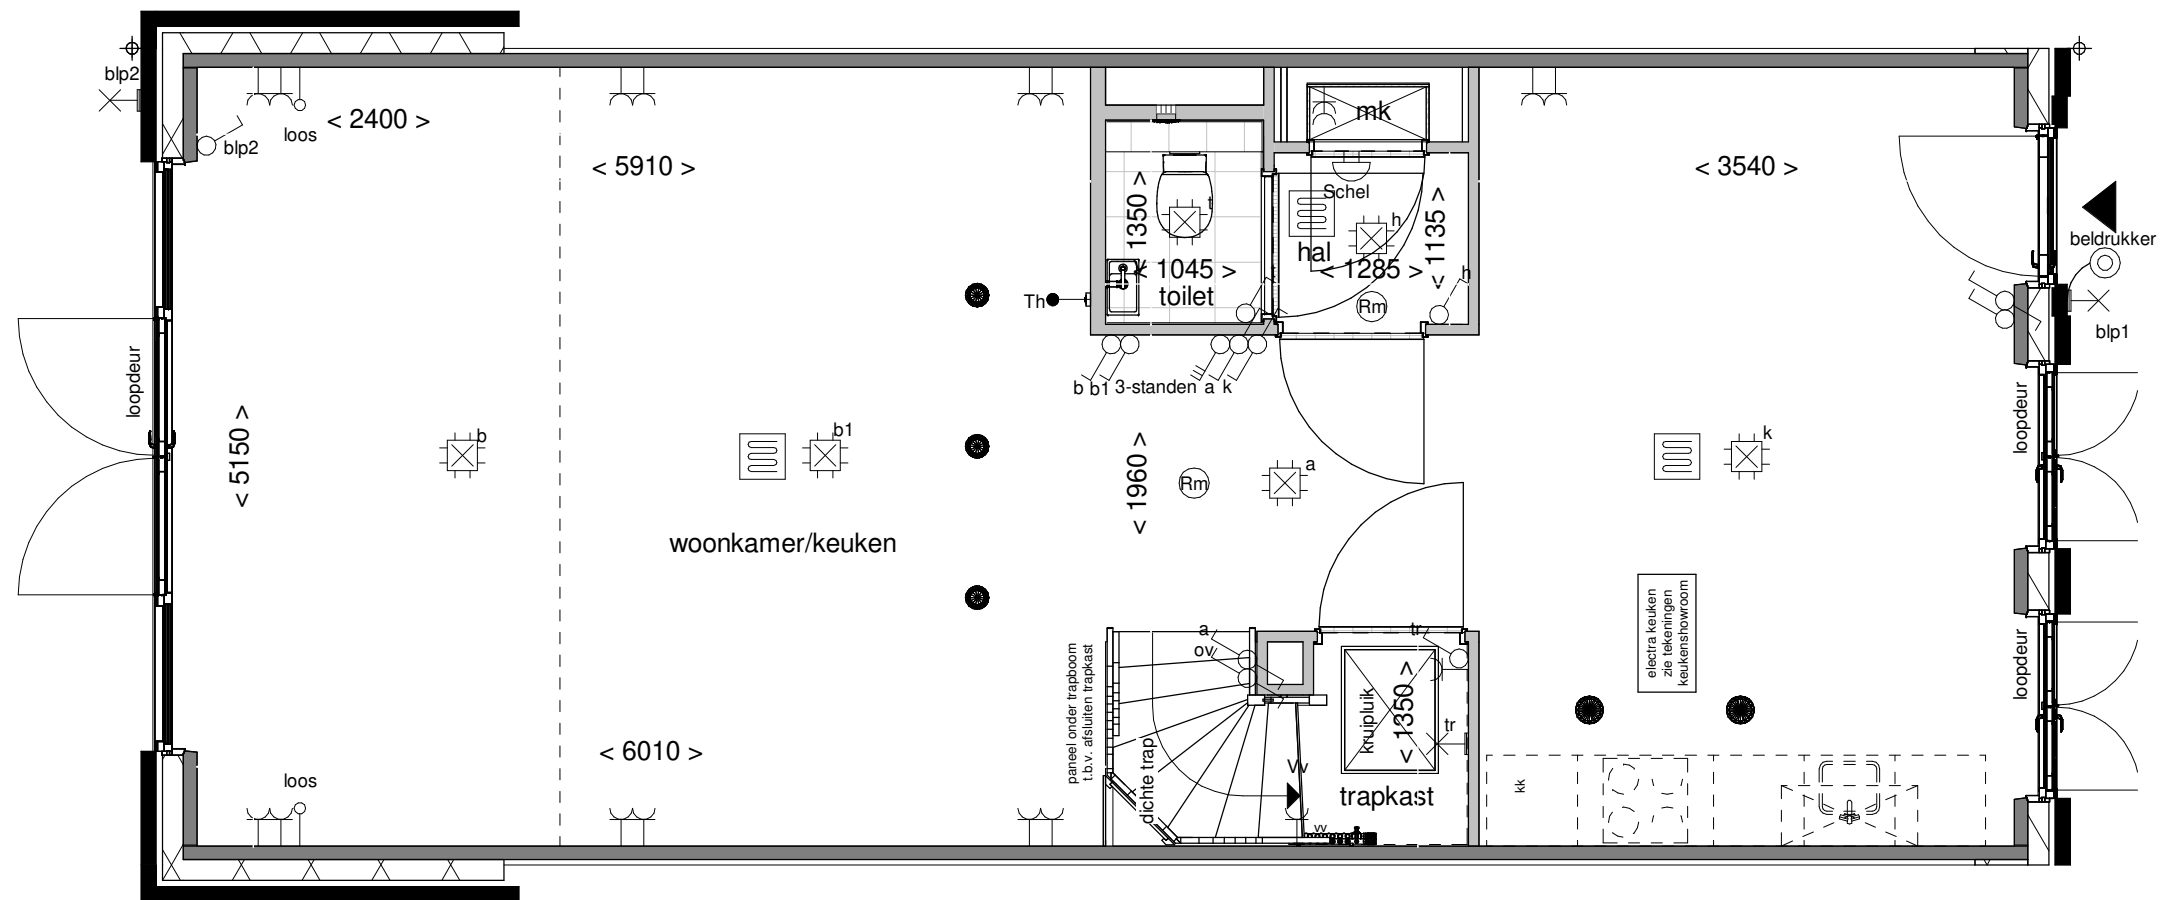 blp2
blp2
loos
< 2400 >
< 5910 >
mk
Schel
< 3540 >
t
h
< 1350 >
< 1135 >
hal
< 1045 >
toilet
< 1285 >
h
Rm
Th
beldrukker
blp1
b b1 3-standen a k
loopdeur
loopdeur
< 5150 >
b
b1
< 1960 >
Rm
a
k
woonkamer/keuken
electra keuken
zie tekeningen
keukenshowroom
a
ov
tr
loopdeur
paneel onder trapboom
t.b.v. afsluiten trapkast
kruipluik
< 1350 >
tr
< 6010 >
dichte trap
Vv
loos
trapkast
kk
vv